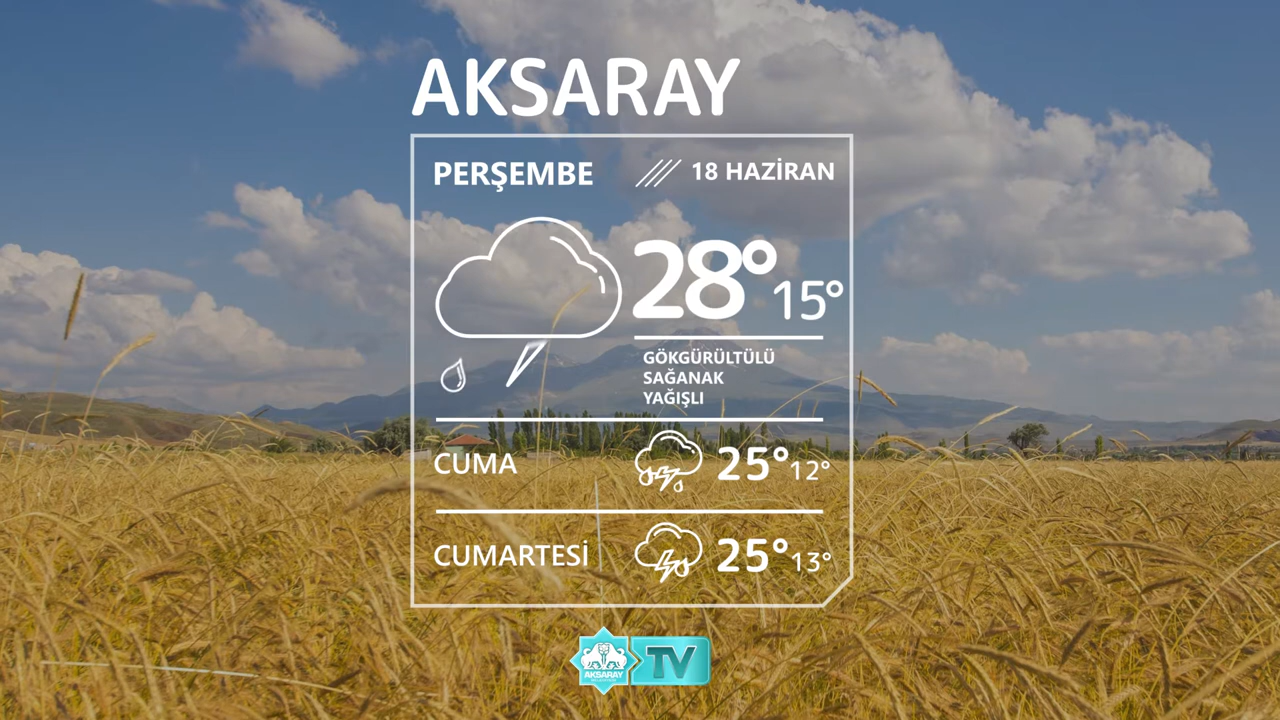 AKSARAY
PERŞEMBE 18 HAZİRAN
28° 15°
GÖKGÜRÜLTÜLÜ
SAĞANAK
YAĞIŞLI
CUMA 25° 12°
CUMARTESİ 25° 13°
AKSARAY
TV